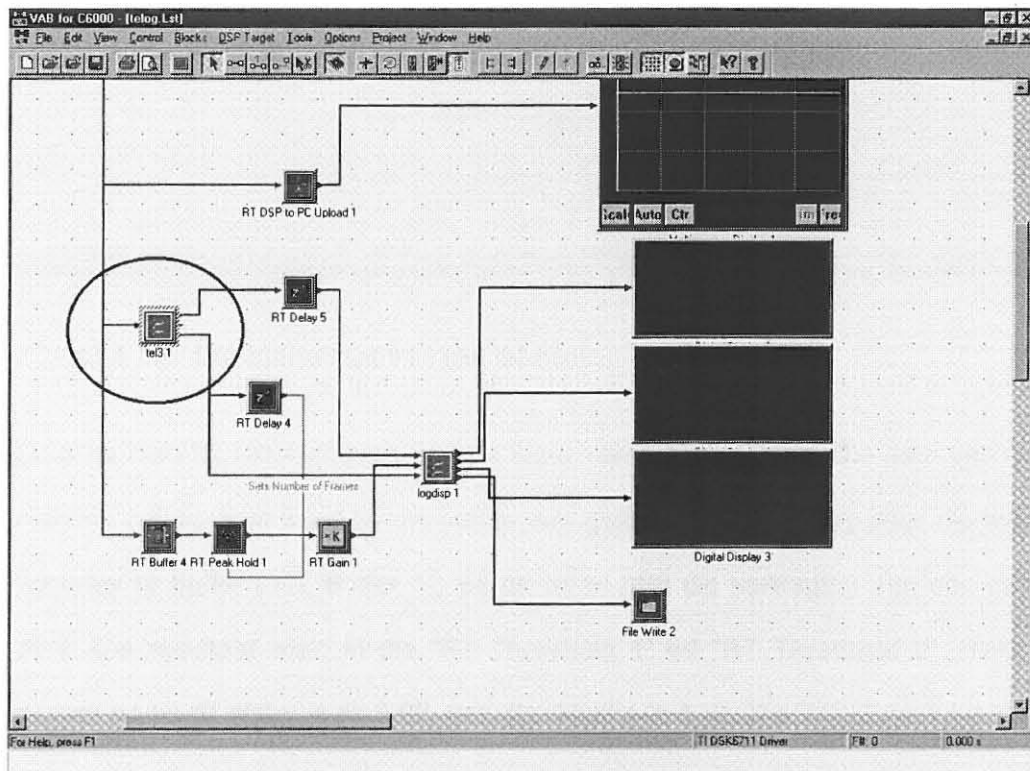 VAB for C6000 - [telog.Lst]
File Edit View Control Blocks DSP Target Tools Options Project Window Help
RT DSP to PC Upload 1
Auto Ctr
RT Delay 5
tel3 1
RT Delay 4
Sets Number of Frames
logdisp 1
RT Buffer 4 RT Peak Hold 1 RT Gain 1
Digital Display 3
File Write 2
For Help, press F1 TI DSK6711 Driver F#: 0 0.000 s